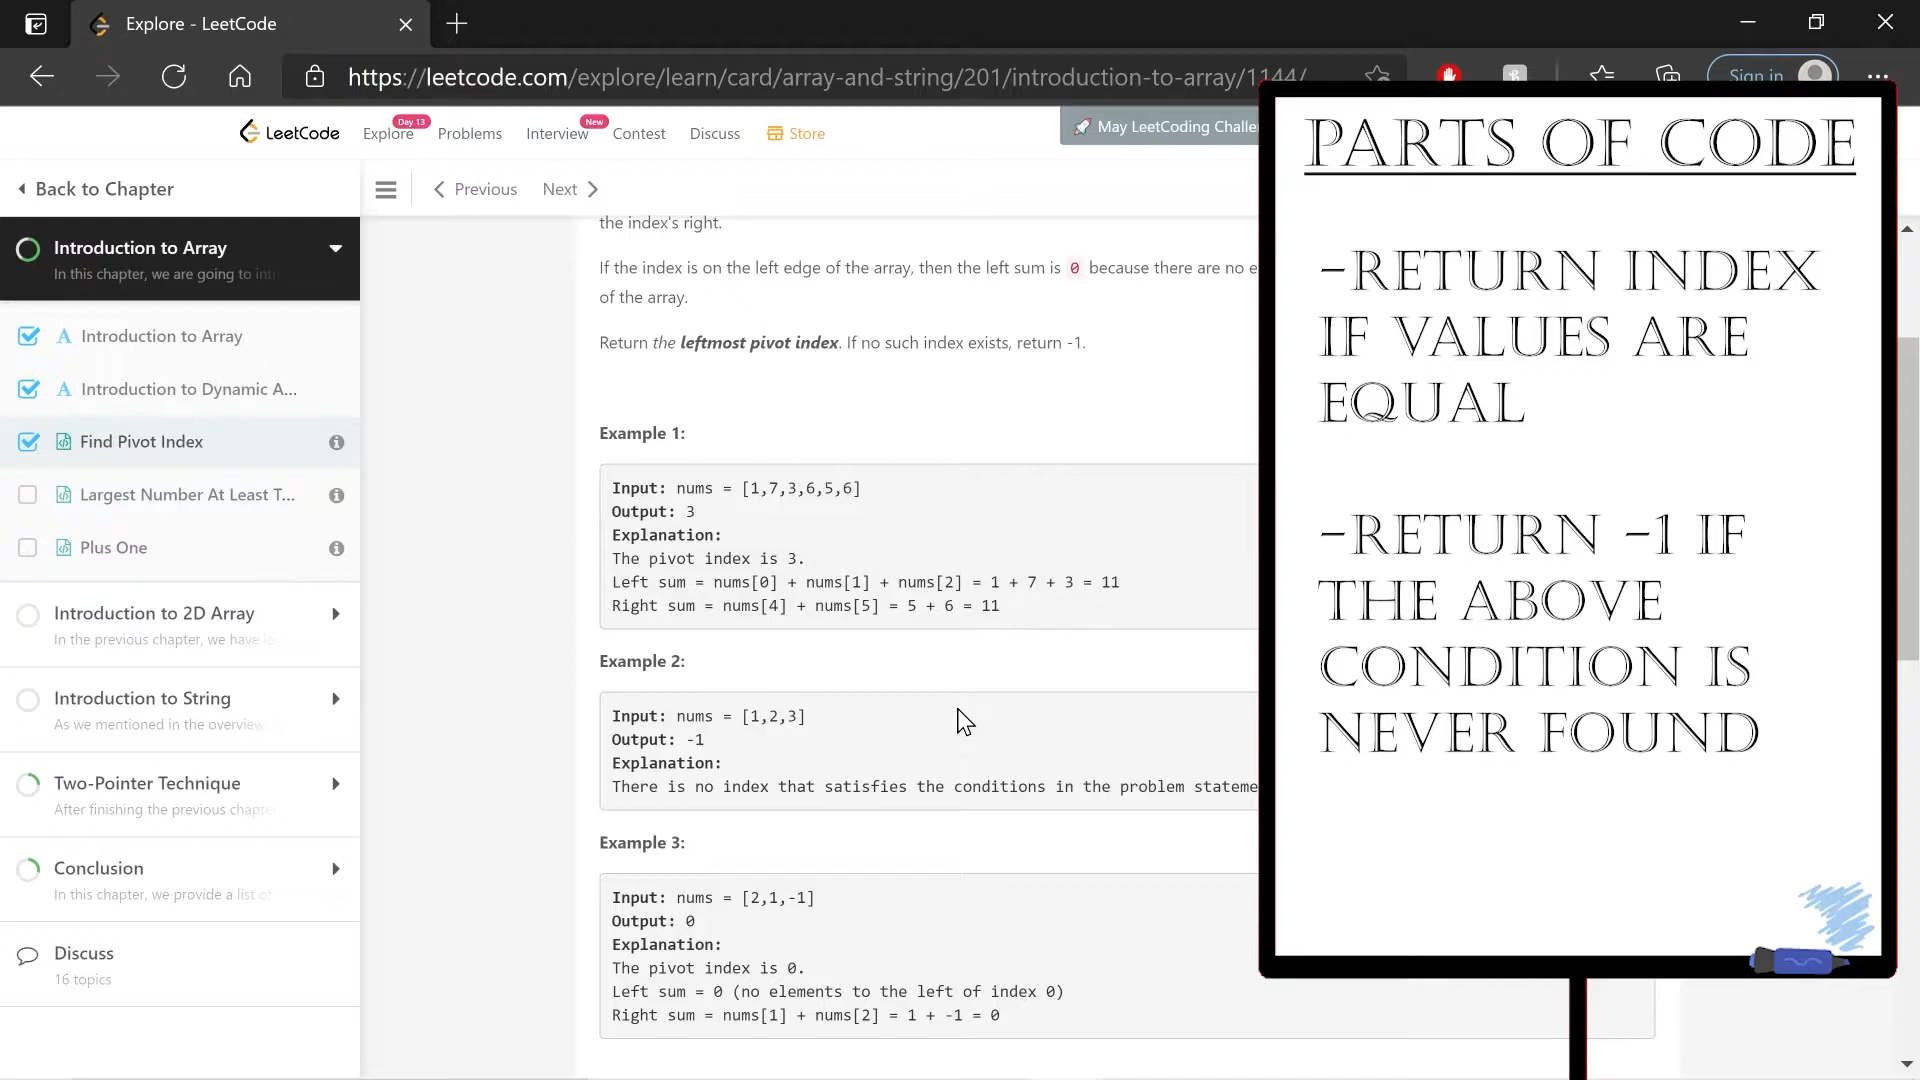 Explore - LeetCode
https://leetcode.com/explore/learn/card/array-and-string/201/introduction-to-array/1144/
Sign in
LeetCode
Explore
Day 13
Problems
Interview
New
Contest
Discuss
Store
May LeetCoding Challe
Back to Chapter
Previous
Next
Introduction to Array
In this chapter, we are going to int
Introduction to Array
Introduction to Dynamic A...
Find Pivot Index
Largest Number At Least T...
Plus One
Introduction to 2D Array
In the previous chapter, we have
Introduction to String
As we mentioned in the overview
Two-Pointer Technique
After finishing the previous chapte
Conclusion
In this chapter, we provide a list of
Discuss
16 topics
the index's right.
If the index is on the left edge of the array, then the left sum is 0 because there are no e
of the array.
Return the leftmost pivot index. If no such index exists, return -1.
Example 1:
Input: nums = [1,7,3,6,5,6]
Output: 3
Explanation:
The pivot index is 3.
Left sum = nums[0] + nums[1] + nums[2] = 1 + 7 + 3 = 11
Right sum = nums[4] + nums[5] = 5 + 6 = 11
Example 2:
Input: nums = [1,2,3]
Output: -1
Explanation:
There is no index that satisfies the conditions in the problem stateme
Example 3:
Input: nums = [2,1,-1]
Output: 0
Explanation:
The pivot index is 0.
Left sum = 0 (no elements to the left of index 0)
Right sum = nums[1] + nums[2] = 1 + -1 = 0
PARTS OF CODE
-RETURN INDEX
IF VALUES ARE
EQUAL
-RETURN -1 IF
THE ABOVE
CONDITION IS
NEVER FOUND